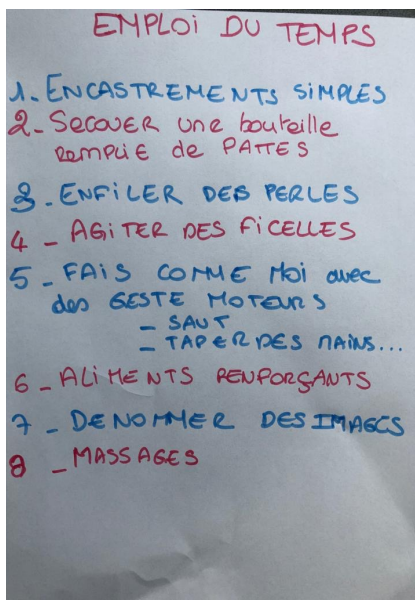 EMPLOI DU TEMPS
1. ENCASTREMENTS SIMPLES
2- SECOUER UNE bouteille
REMPLIE de PATTES
3. ENFILER DES PERLES
4 - AGITER DES FICELLES
5 - FAIS COMME MOI avec
des GESTE MOTEURS
- SAUT
- TAPER DES MAINS...
6 - ALIMENTS RENFORÇANTS
7 - DENOMMER DES IMAGES
8 - MASSAGES